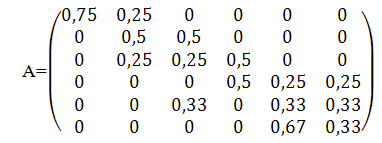 0,75 0,25 0 0 0 0
0 0,5 0,5 0 0 0
0 0,25 0,25 0,5 0 0
A=
0 0 0 0,5 0,25 0,25
0 0 0,33 0 0,33 0,33
0 0 0 0 0,67 0,33